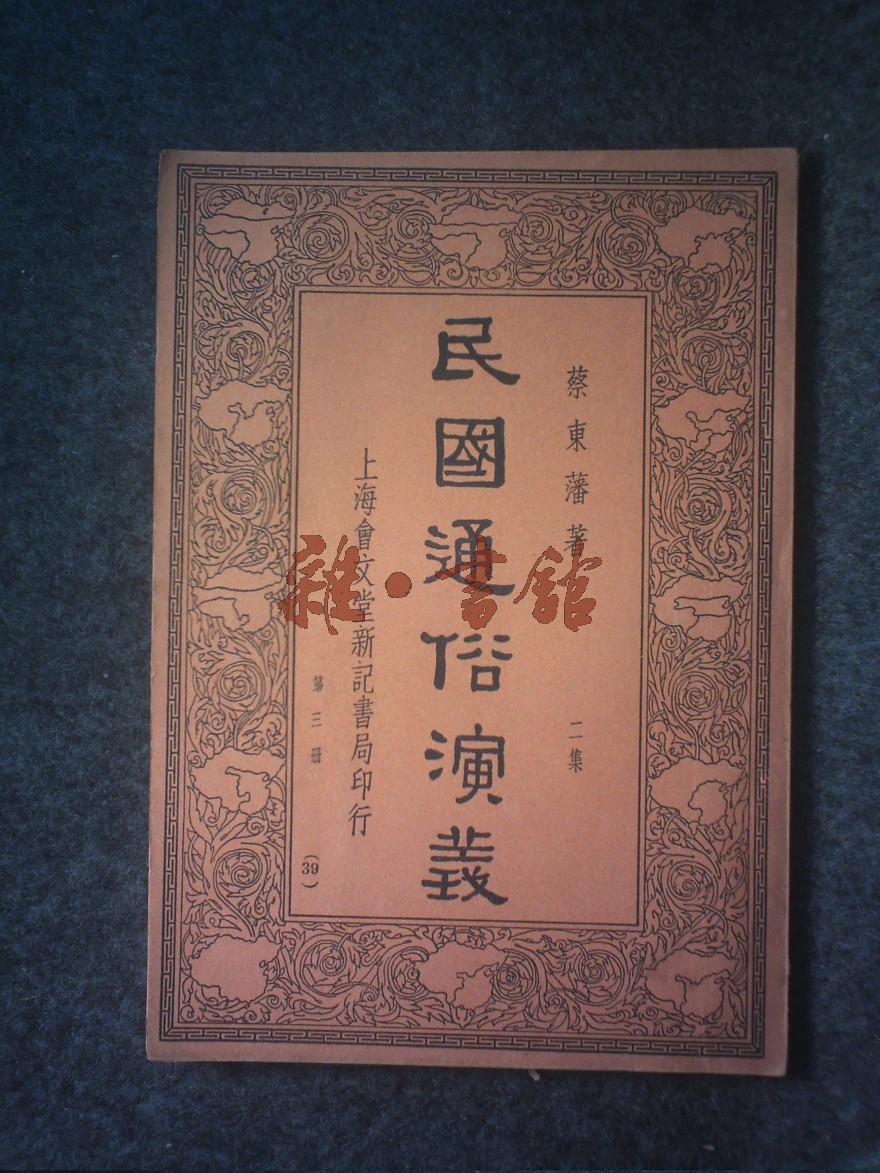 蔡東藩著
二集
民國通俗演義
上海會文堂新記書局印行
第三册
(39)
雜·書館